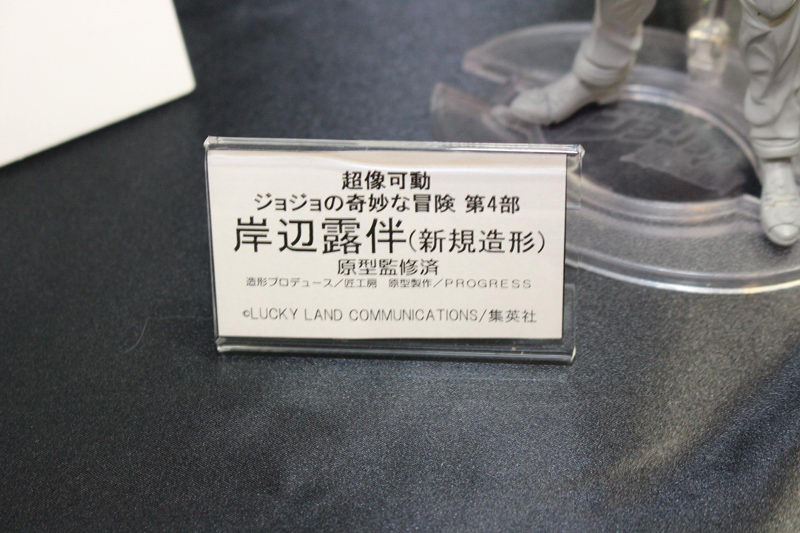 超像可動
ジョジョの奇妙な冒険 第4部
岸辺露伴(新規造形)
原型監修済
造形プロデュース／匠工房　原型製作／PROGRESS
©LUCKY LAND COMMUNICATIONS/集英社